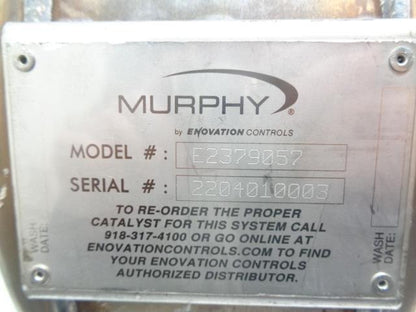 MURPHY®
by ENOVATION CONTROLS
MODEL #: E2379057
SERIAL #: 2204010003
TO RE-ORDER THE PROPER
CATALYST FOR THIS SYSTEM CALL
918-317-4100 OR GO ONLINE AT
ENOVATIONCONTROLS.COM TO FIND
YOUR ENOVATION CONTROLS
AUTHORIZED DISTRIBUTOR.
WASH
DATE:
WASH
DATE: